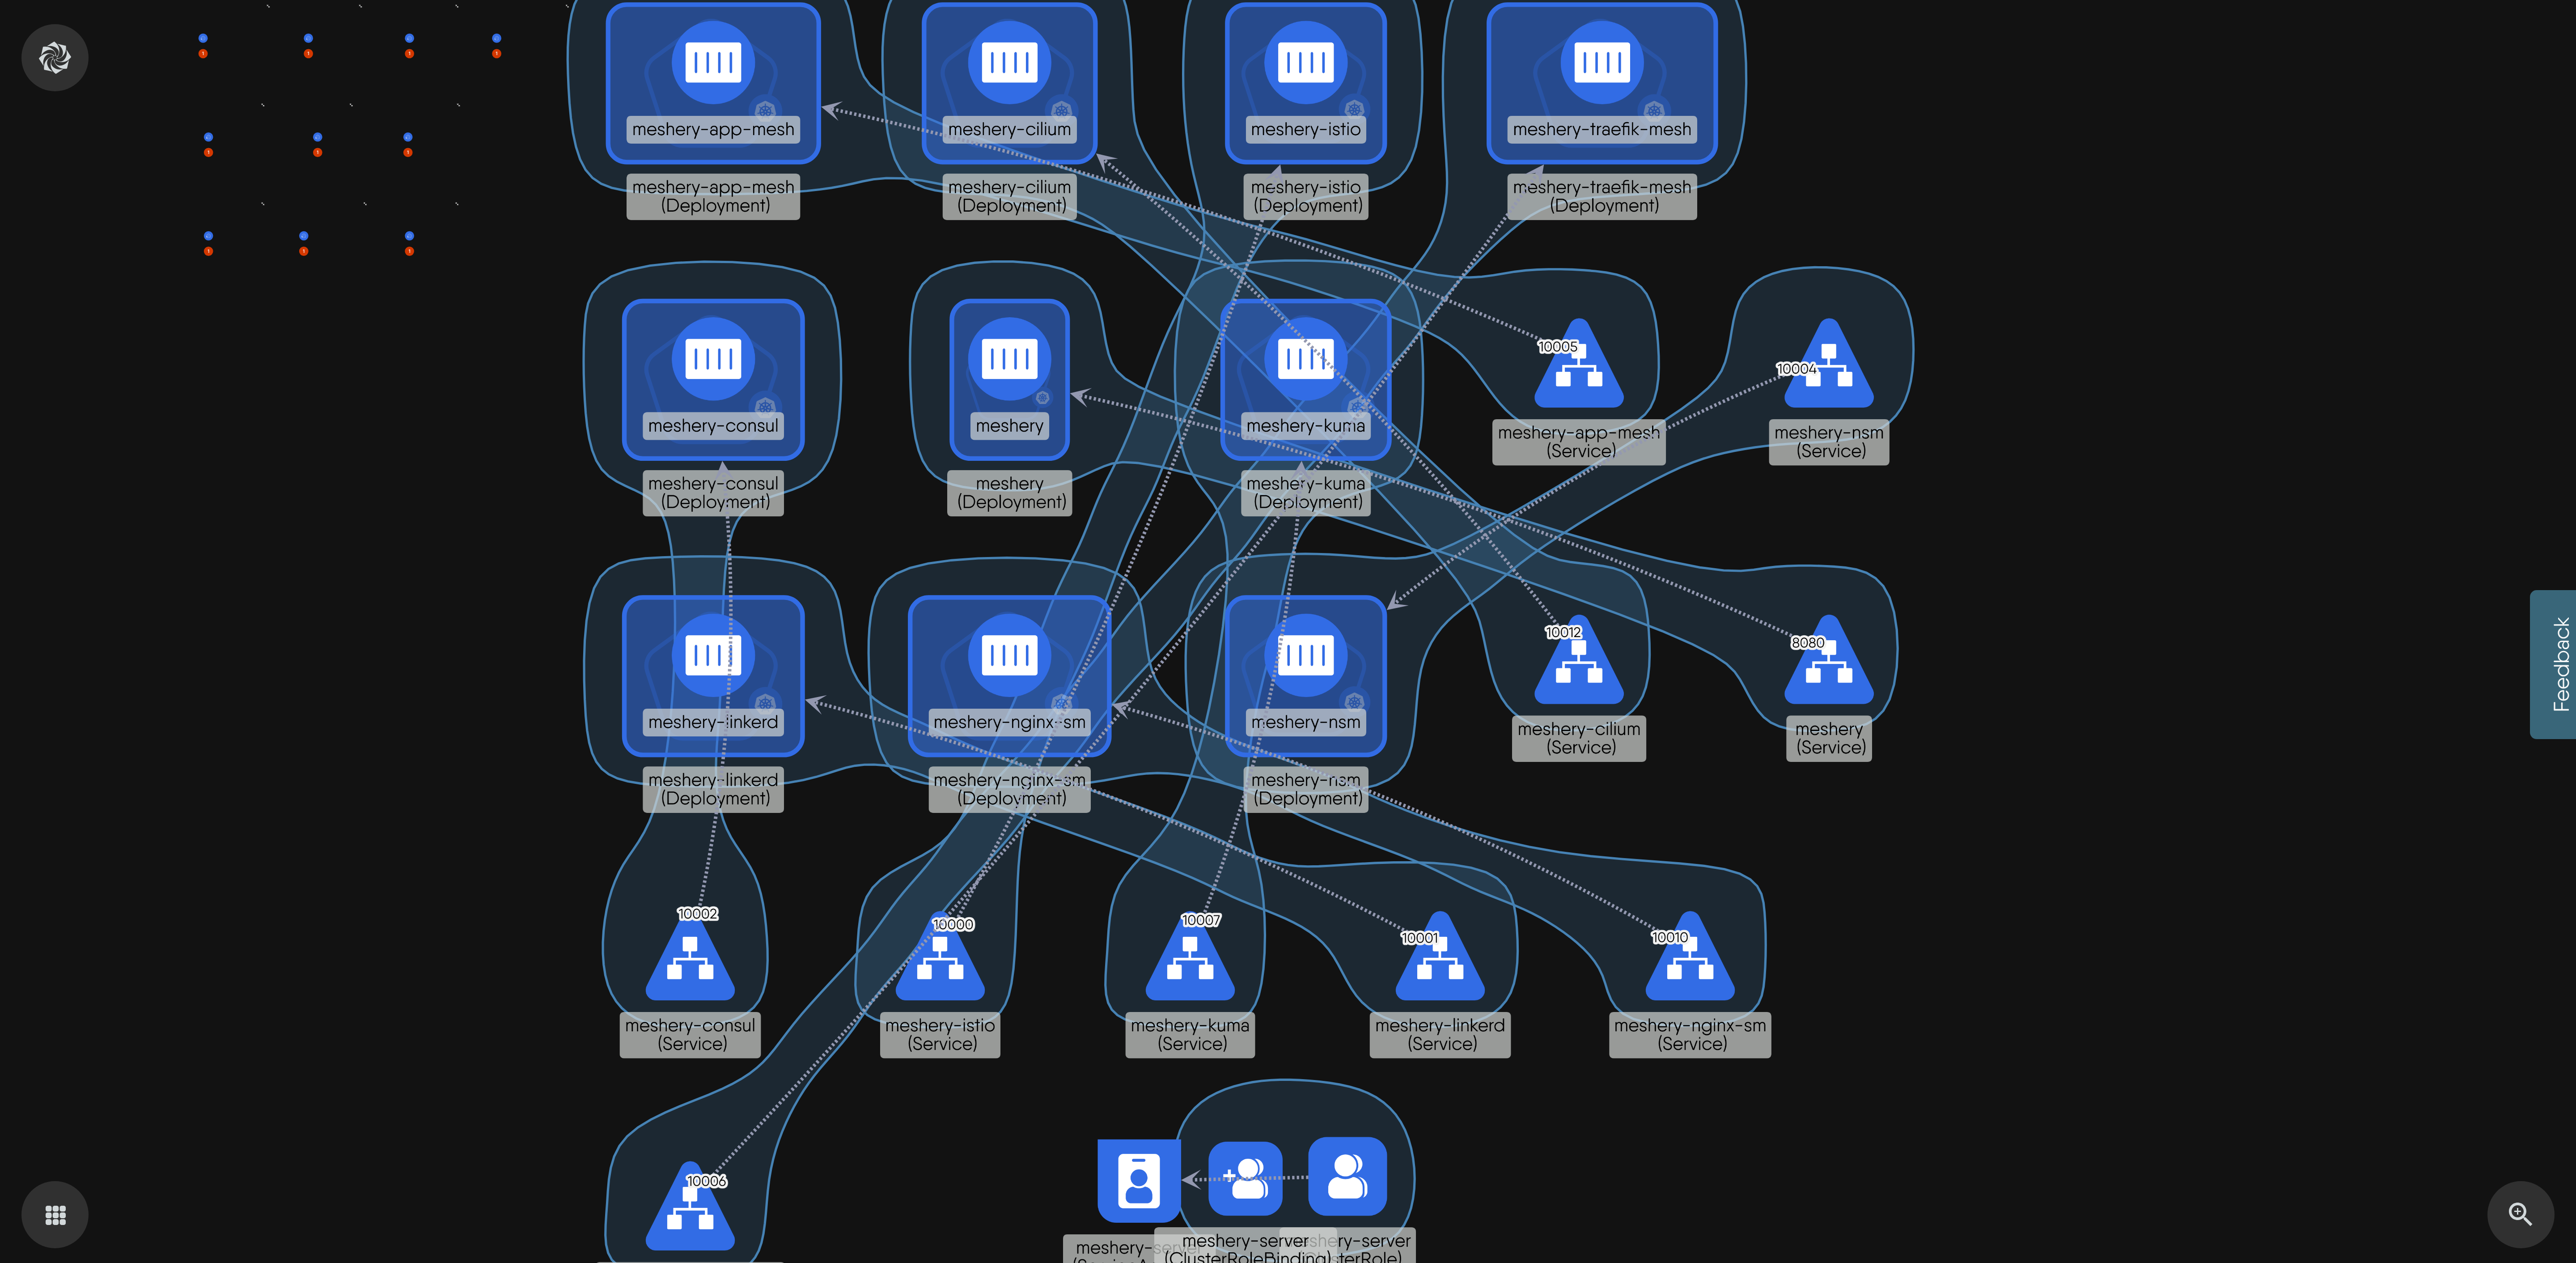 meshery-app-mesh
meshery-cilium
meshery-istio
meshery-traefik-mesh
meshery-app-mesh
(Deployment)
meshery-cilium
(Deployment)
meshery-istio
(Deployment)
meshery-traefik-mesh
(Deployment)
meshery-consul
meshery
meshery-kuma
10005
10004
meshery-app-mesh
(Service)
meshery-nsm
(Service)
meshery-consul
(Deployment)
meshery
(Deployment)
meshery-kuma
(Deployment)
meshery-linkerd
meshery-nginx-sm
meshery-nsm
10012
8080
meshery-cilium
(Service)
meshery
(Service)
Feedback
meshery-linkerd
(Deployment)
meshery-nginx-sm
(Deployment)
meshery-nsm
(Deployment)
10002
10000
10007
10001
10010
meshery-consul
(Service)
meshery-istio
(Service)
meshery-kuma
(Service)
meshery-linkerd
(Service)
meshery-nginx-sm
(Service)
10006
meshery-server
meshery-server
(ClusterRoleBinding)